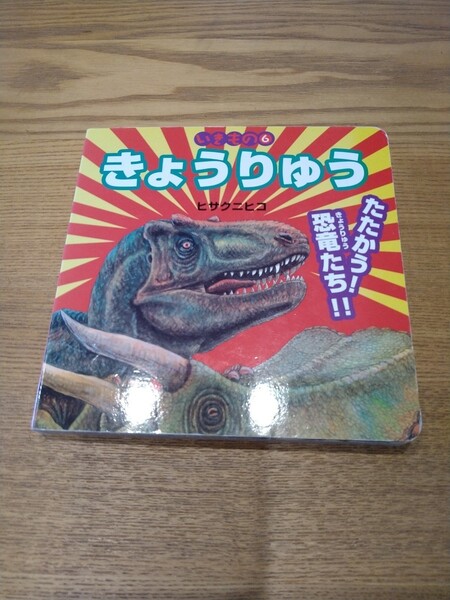 いきもの6
きょうりゅう
ヒサクニヒコ
たたかう!
きょうりゅう
恐竜たち!!